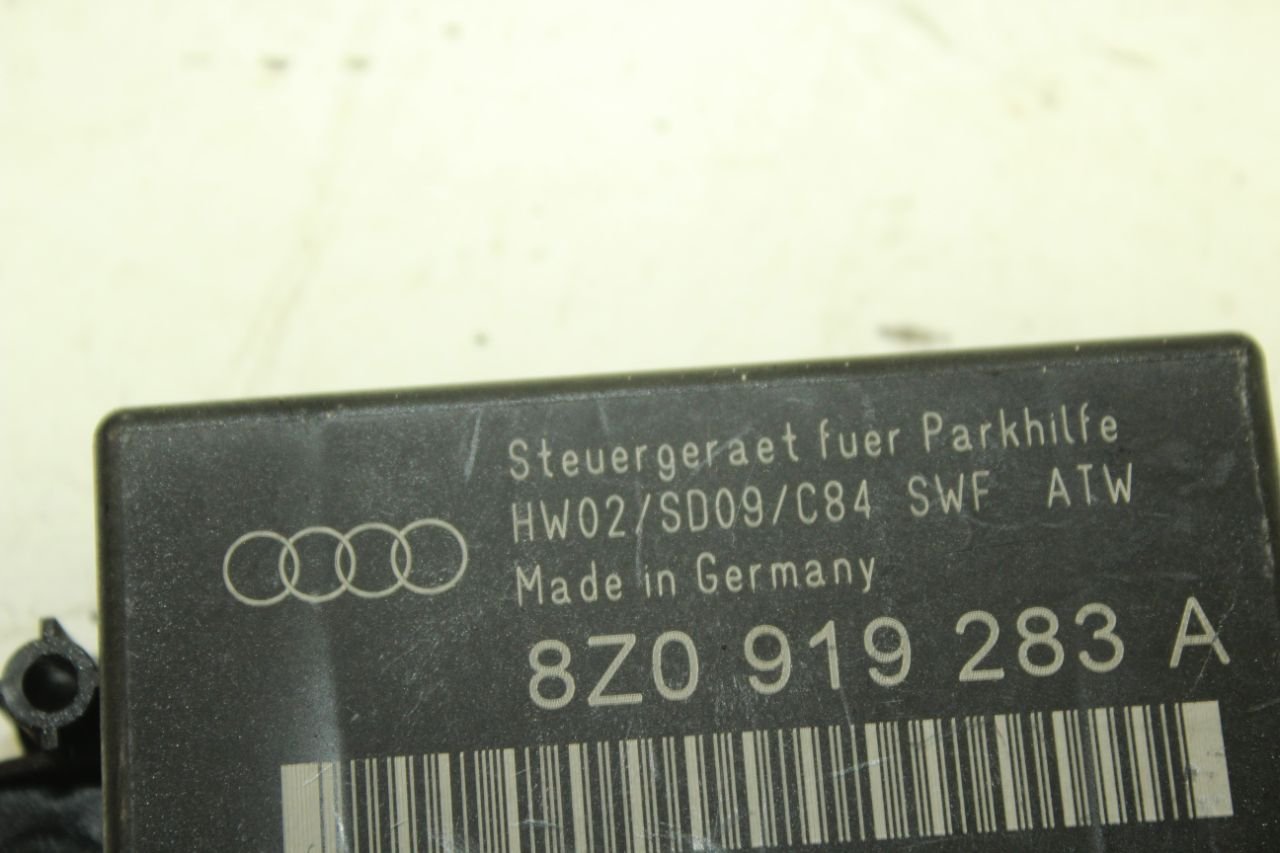 Steuergeraet fuer Parkhilfe
HW02/SD09/C84 SWF ATW
Made in Germany
8Z0 919 283 A